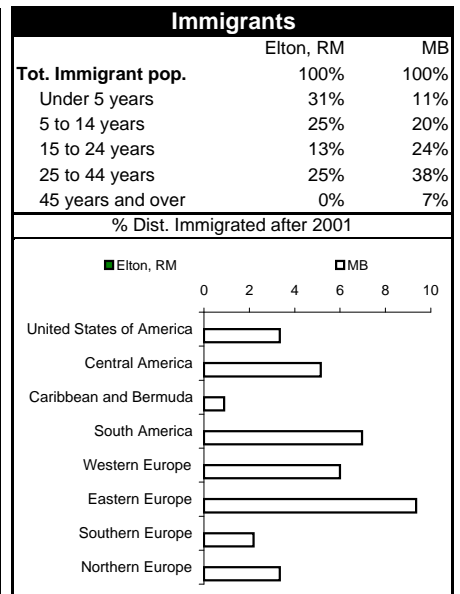 Immigrants
Elton, RM MB
Tot. Immigrant pop. 100% 100%
Under 5 years 31% 11%
5 to 14 years 25% 20%
15 to 24 years 13% 24%
25 to 44 years 25% 38%
45 years and over 0% 7%
% Dist. Immigrated after 2001
Elton, RM MB
0 2 4 6 8 10
United States of America
Central America
Caribbean and Bermuda
South America
Western Europe
Eastern Europe
Southern Europe
Northern Europe